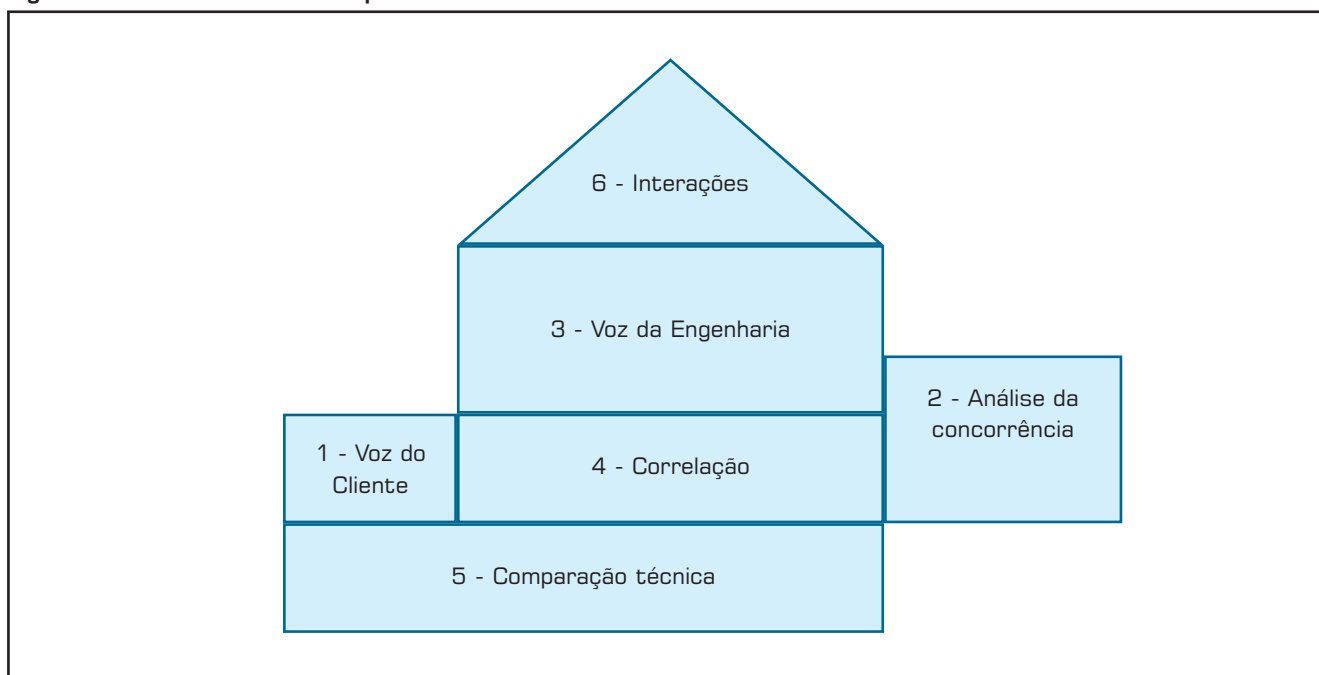 6 - Interações
3 - Voz da Engenharia
2 - Análise da
concorrência
1 - Voz do
Cliente
4 - Correlação
5 - Comparação técnica